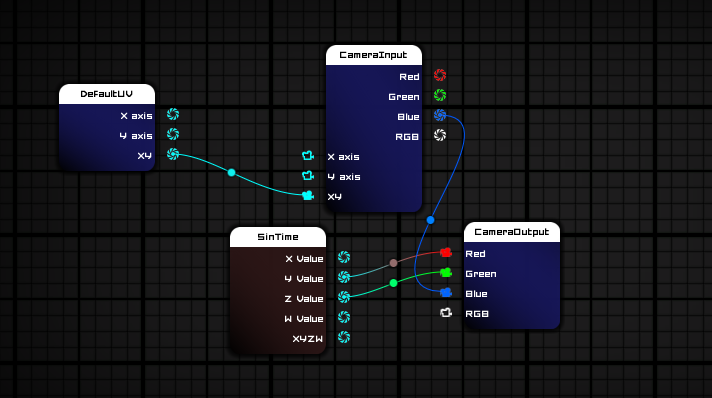 CameraInput
Red
Green
Blue
RGB
X axis
Y axis
XY
DefaultUV
X axis
Y axis
XY
SinTime
X Value
Y Value
Z Value
W Value
XYZW
CameraOutput
Red
Green
Blue
RGB